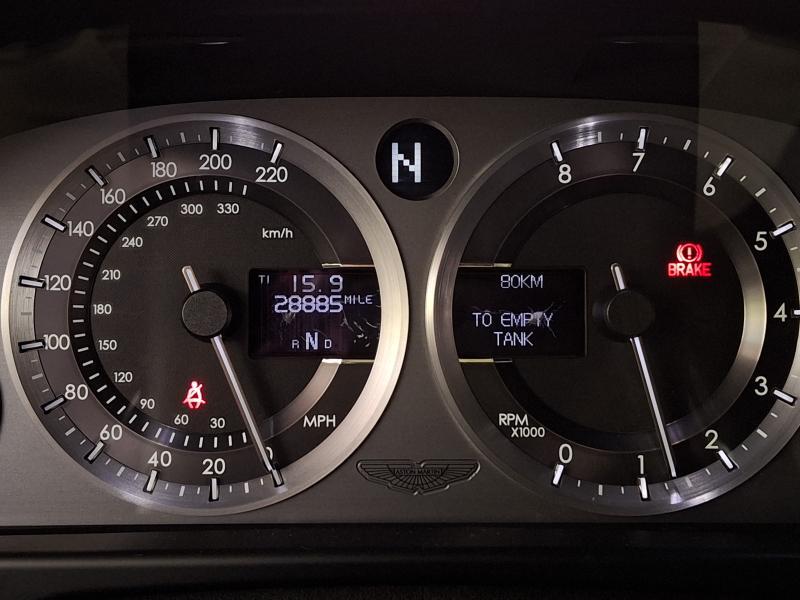 220
200
180
160
140
120
100
80
60
40
20
0
km/h
330
300
270
240
210
180
150
120
90
60
30
MPH
T1 15.9
28885 MILE
R N D
N
ASTON MARTIN
80KM
TO EMPTY
TANK
BRAKE
RPM
X1000
8
7
6
5
4
3
2
1
0